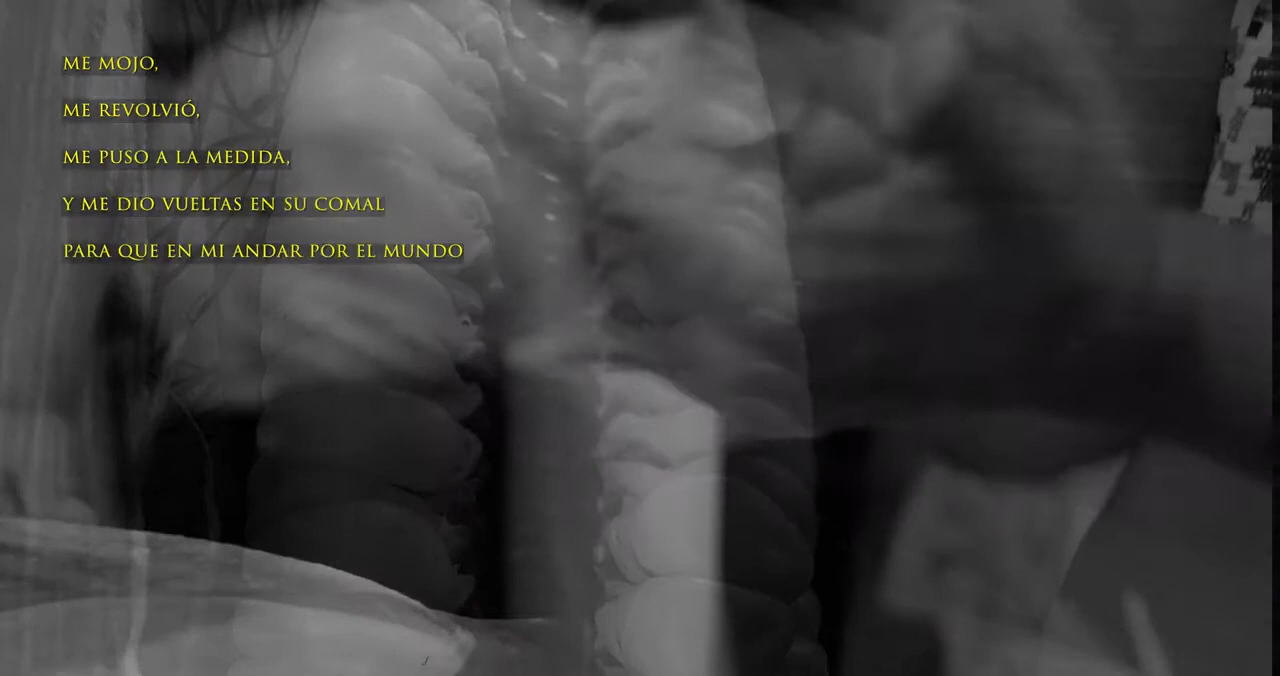 ME MOJO,
ME REVOLVIÓ,
ME PUSO A LA MEDIDA,
Y ME DIO VUELTAS EN SU COMAL
PARA QUE EN MI ANDAR POR EL MUNDO